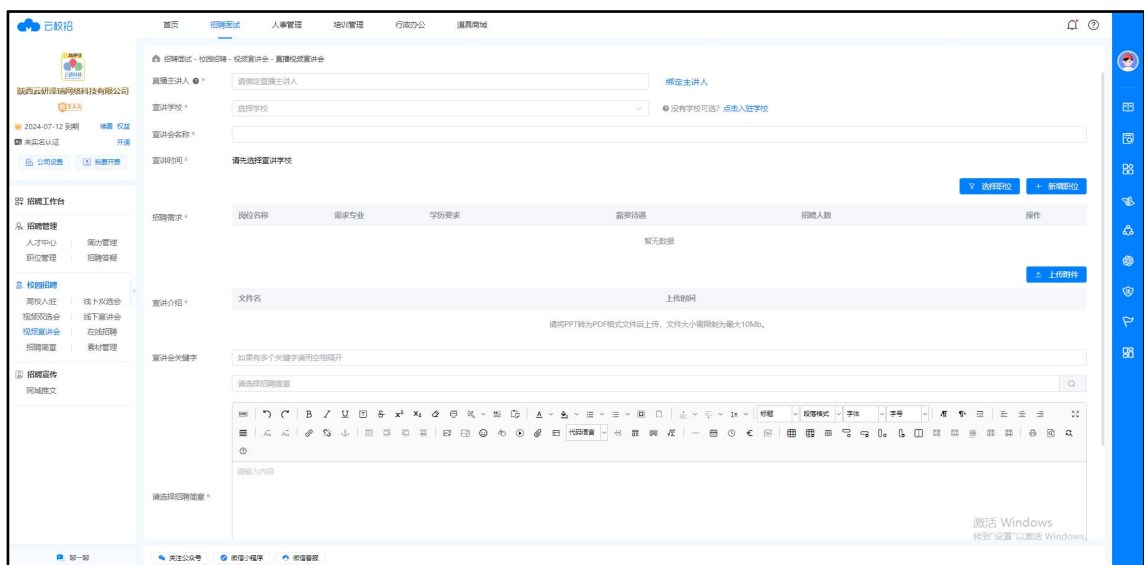 云校招
首页 招聘面试 人事管理 培训管理 行政办公 道具商城
招聘面试 - 校园招聘 - 视频宣讲会 - 直播视频宣讲会
陕西云研泽瑞网络科技有限公司
2024-07-12 到期 续费 权益
未实名认证 开通
公司设置 我要开票
招聘工作台
招聘管理
人才中心 简历管理
职位管理 招聘答疑
校园招聘
高校入驻 线下双选会
视频双选会 线下宣讲会
视频宣讲会 在线招聘
招聘简章 素材管理
招聘宣传
同城推文
聊一聊
直播主讲人 * 请绑定直播主讲人 绑定主讲人
宣讲学校 * 选择学校 没有学校可选？点击入驻学校
宣讲会名称 *
宣讲时间 * 请先选择宣讲学校
选择职位 + 新增职位
招聘需求 * 岗位名称 需求专业 学历要求 薪资待遇 招聘人数 操作
暂无数据
上传附件
宣讲介绍 * 文件名 上传时间
请将PPT转为PDF格式文件后上传，文件大小需限制为最大10Mb。
宣讲会关键字 如果有多个关键字请用空格隔开
请选择招聘简章
标题 段落格式 字体 字号
代码语言
请输入内容
请选择招聘简章 *
激活 Windows
转到"设置"以激活 Windows。
关注公众号 微信小程序 微信客服